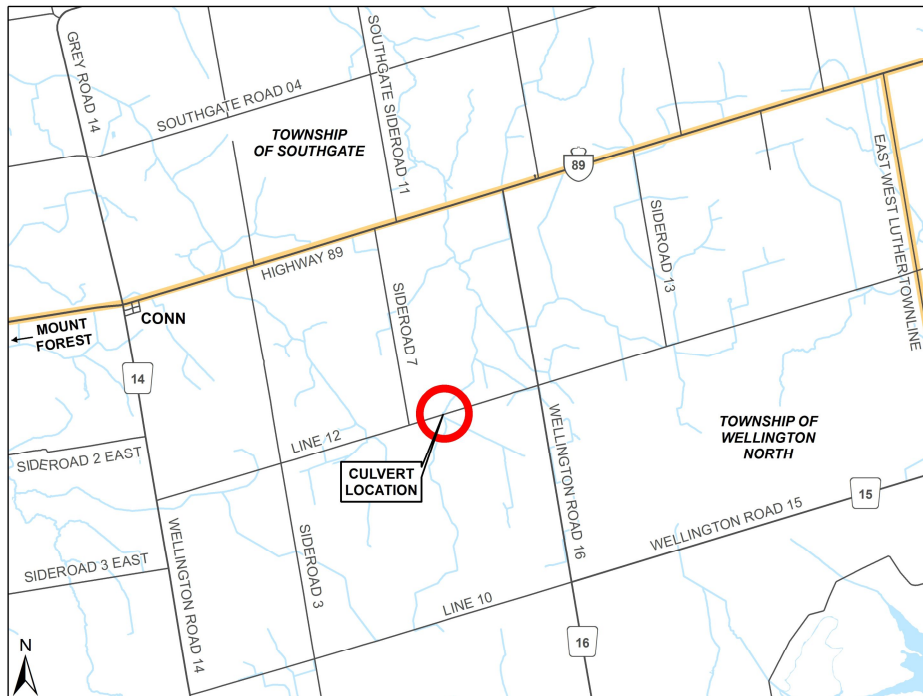 GREY ROAD 14
SOUTHGATE ROAD 04
SOUTHGATE SIDEROAD 11
TOWNSHIP
OF SOUTHGATE
89
EAST WEST LUTHER TOWNLINE
HIGHWAY 89
SIDEROAD 13
SIDEROAD 7
CONN
MOUNT
FOREST
14
LINE 12
WELLINGTON ROAD 16
TOWNSHIP OF
WELLINGTON
NORTH
SIDEROAD 2 EAST
CULVERT
LOCATION
15
WELLINGTON ROAD 15
WELLINGTON ROAD 14
SIDEROAD 3
SIDEROAD 3 EAST
LINE 10
16
N